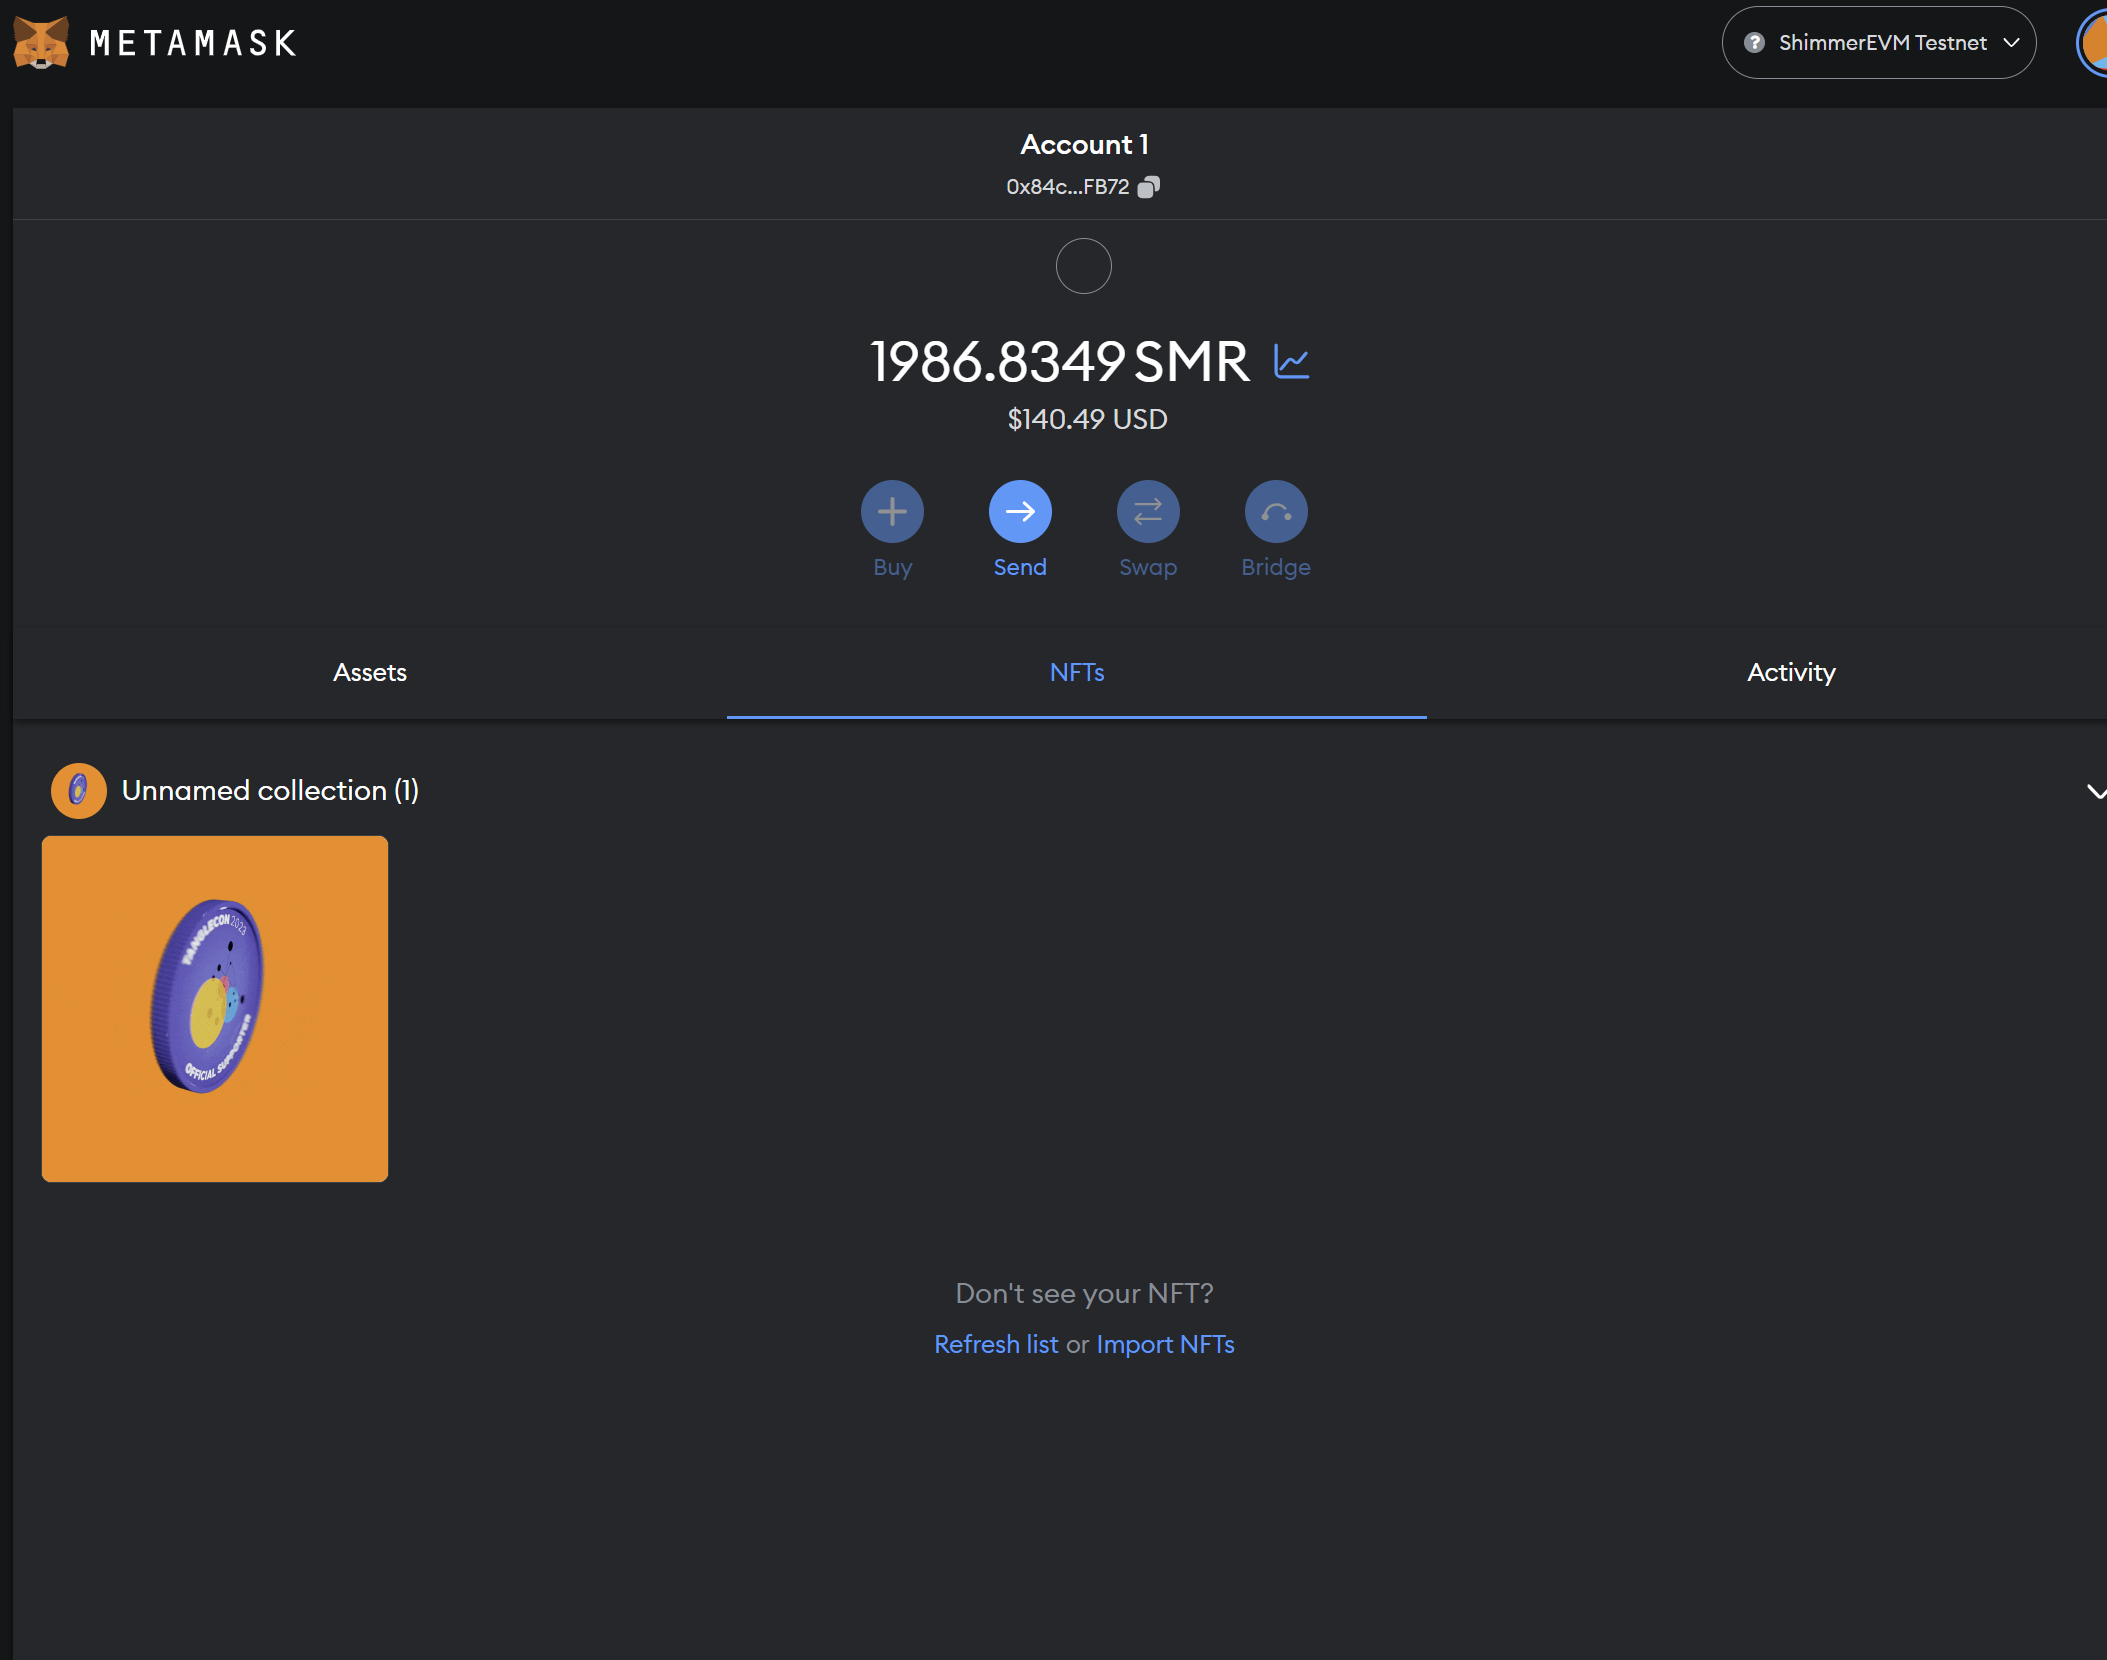 METAMASK
ShimmerEVM Testnet
Account 1
0x84c...FB72
1986.8349 SMR
$140.49 USD
Buy
Send
Swap
Bridge
Assets
NFTs
Activity
Unnamed collection (1)
TANGLECON 2023
OFFICIAL SUPPORTER
Don't see your NFT?
Refresh list or Import NFTs